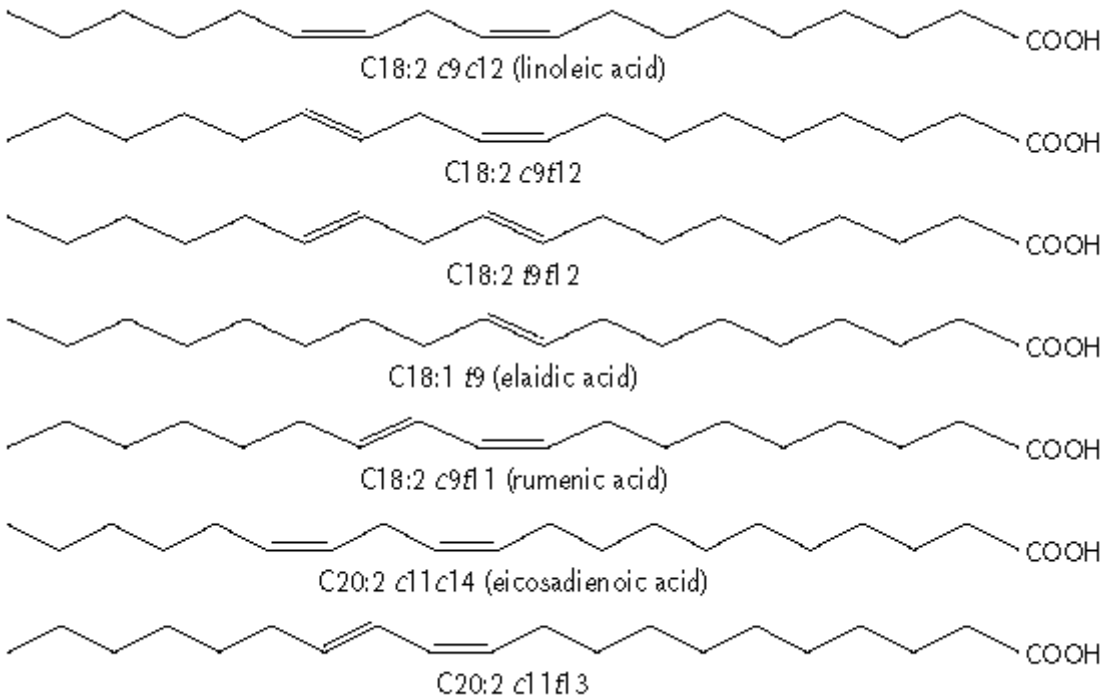 COOH
C18:2 c9c12 (linoleic acid)
COOH
C18:2 c9t12
COOH
C18:2 t9t12
COOH
C18:1 t9 (elaidic acid)
COOH
C18:2 c9t11 (rumenic acid)
COOH
C20:2 c11c14 (eicosadienoic acid)
COOH
C20:2 c11t13